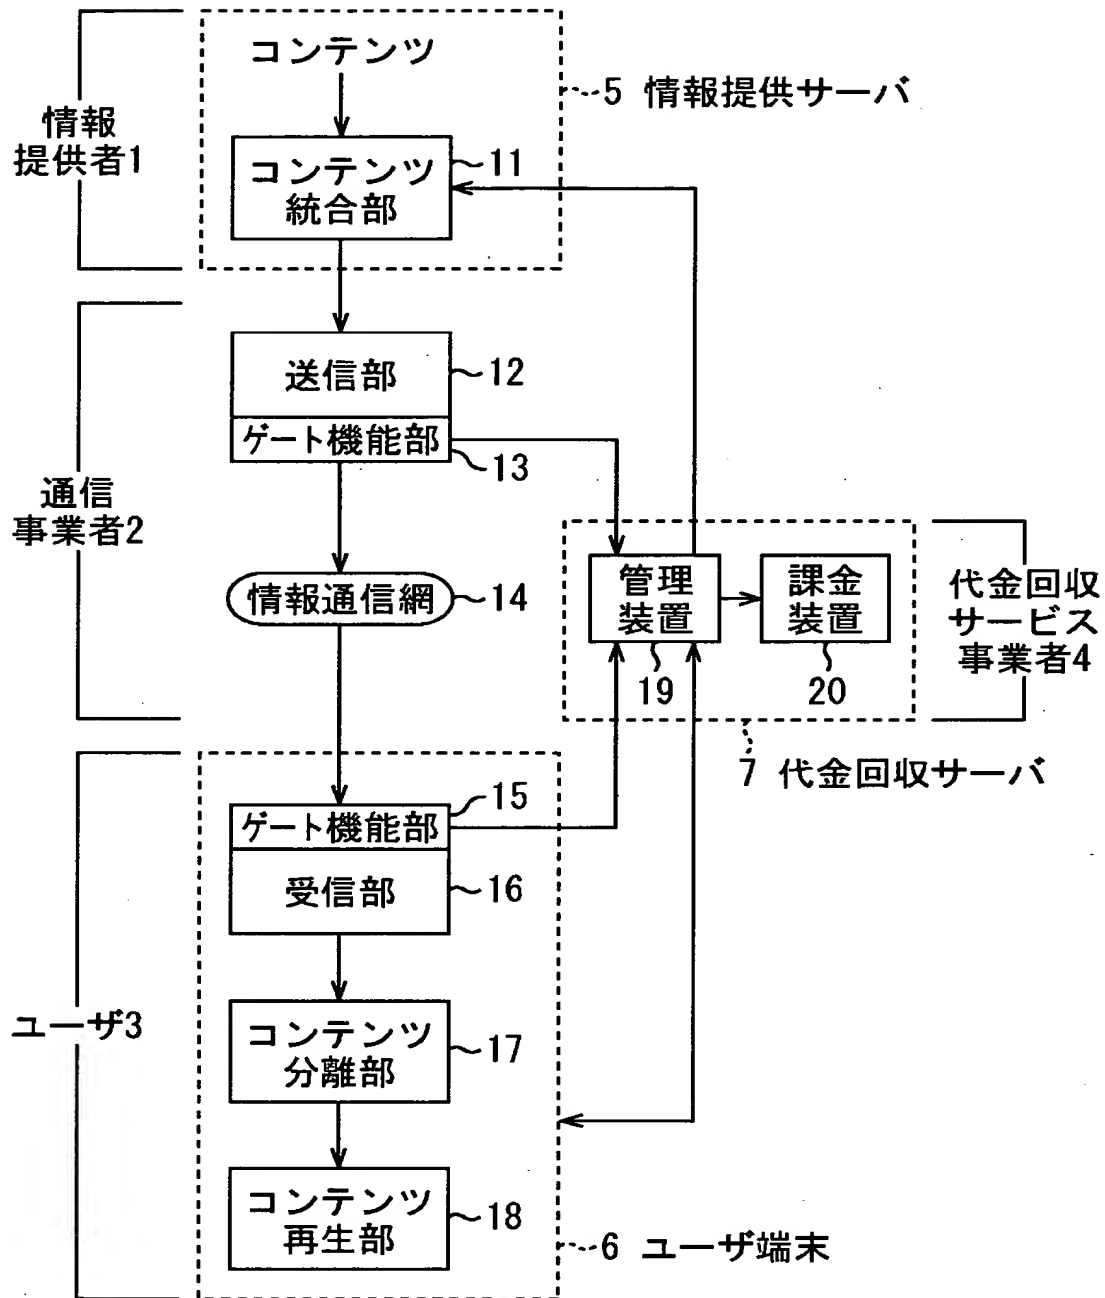 コンテンツ
5 情報提供サーバ
情報
提供者1
11
コンテンツ
統合部
送信部
12
ゲート機能部
13
通信
事業者2
情報通信網
14
管理
装置
課金
装置
代金回収
サービス
事業者4
19
20
7 代金回収サーバ
15
ゲート機能部
受信部
16
ユーザ3
コンテンツ
分離部
17
コンテンツ
再生部
18
6 ユーザ端末